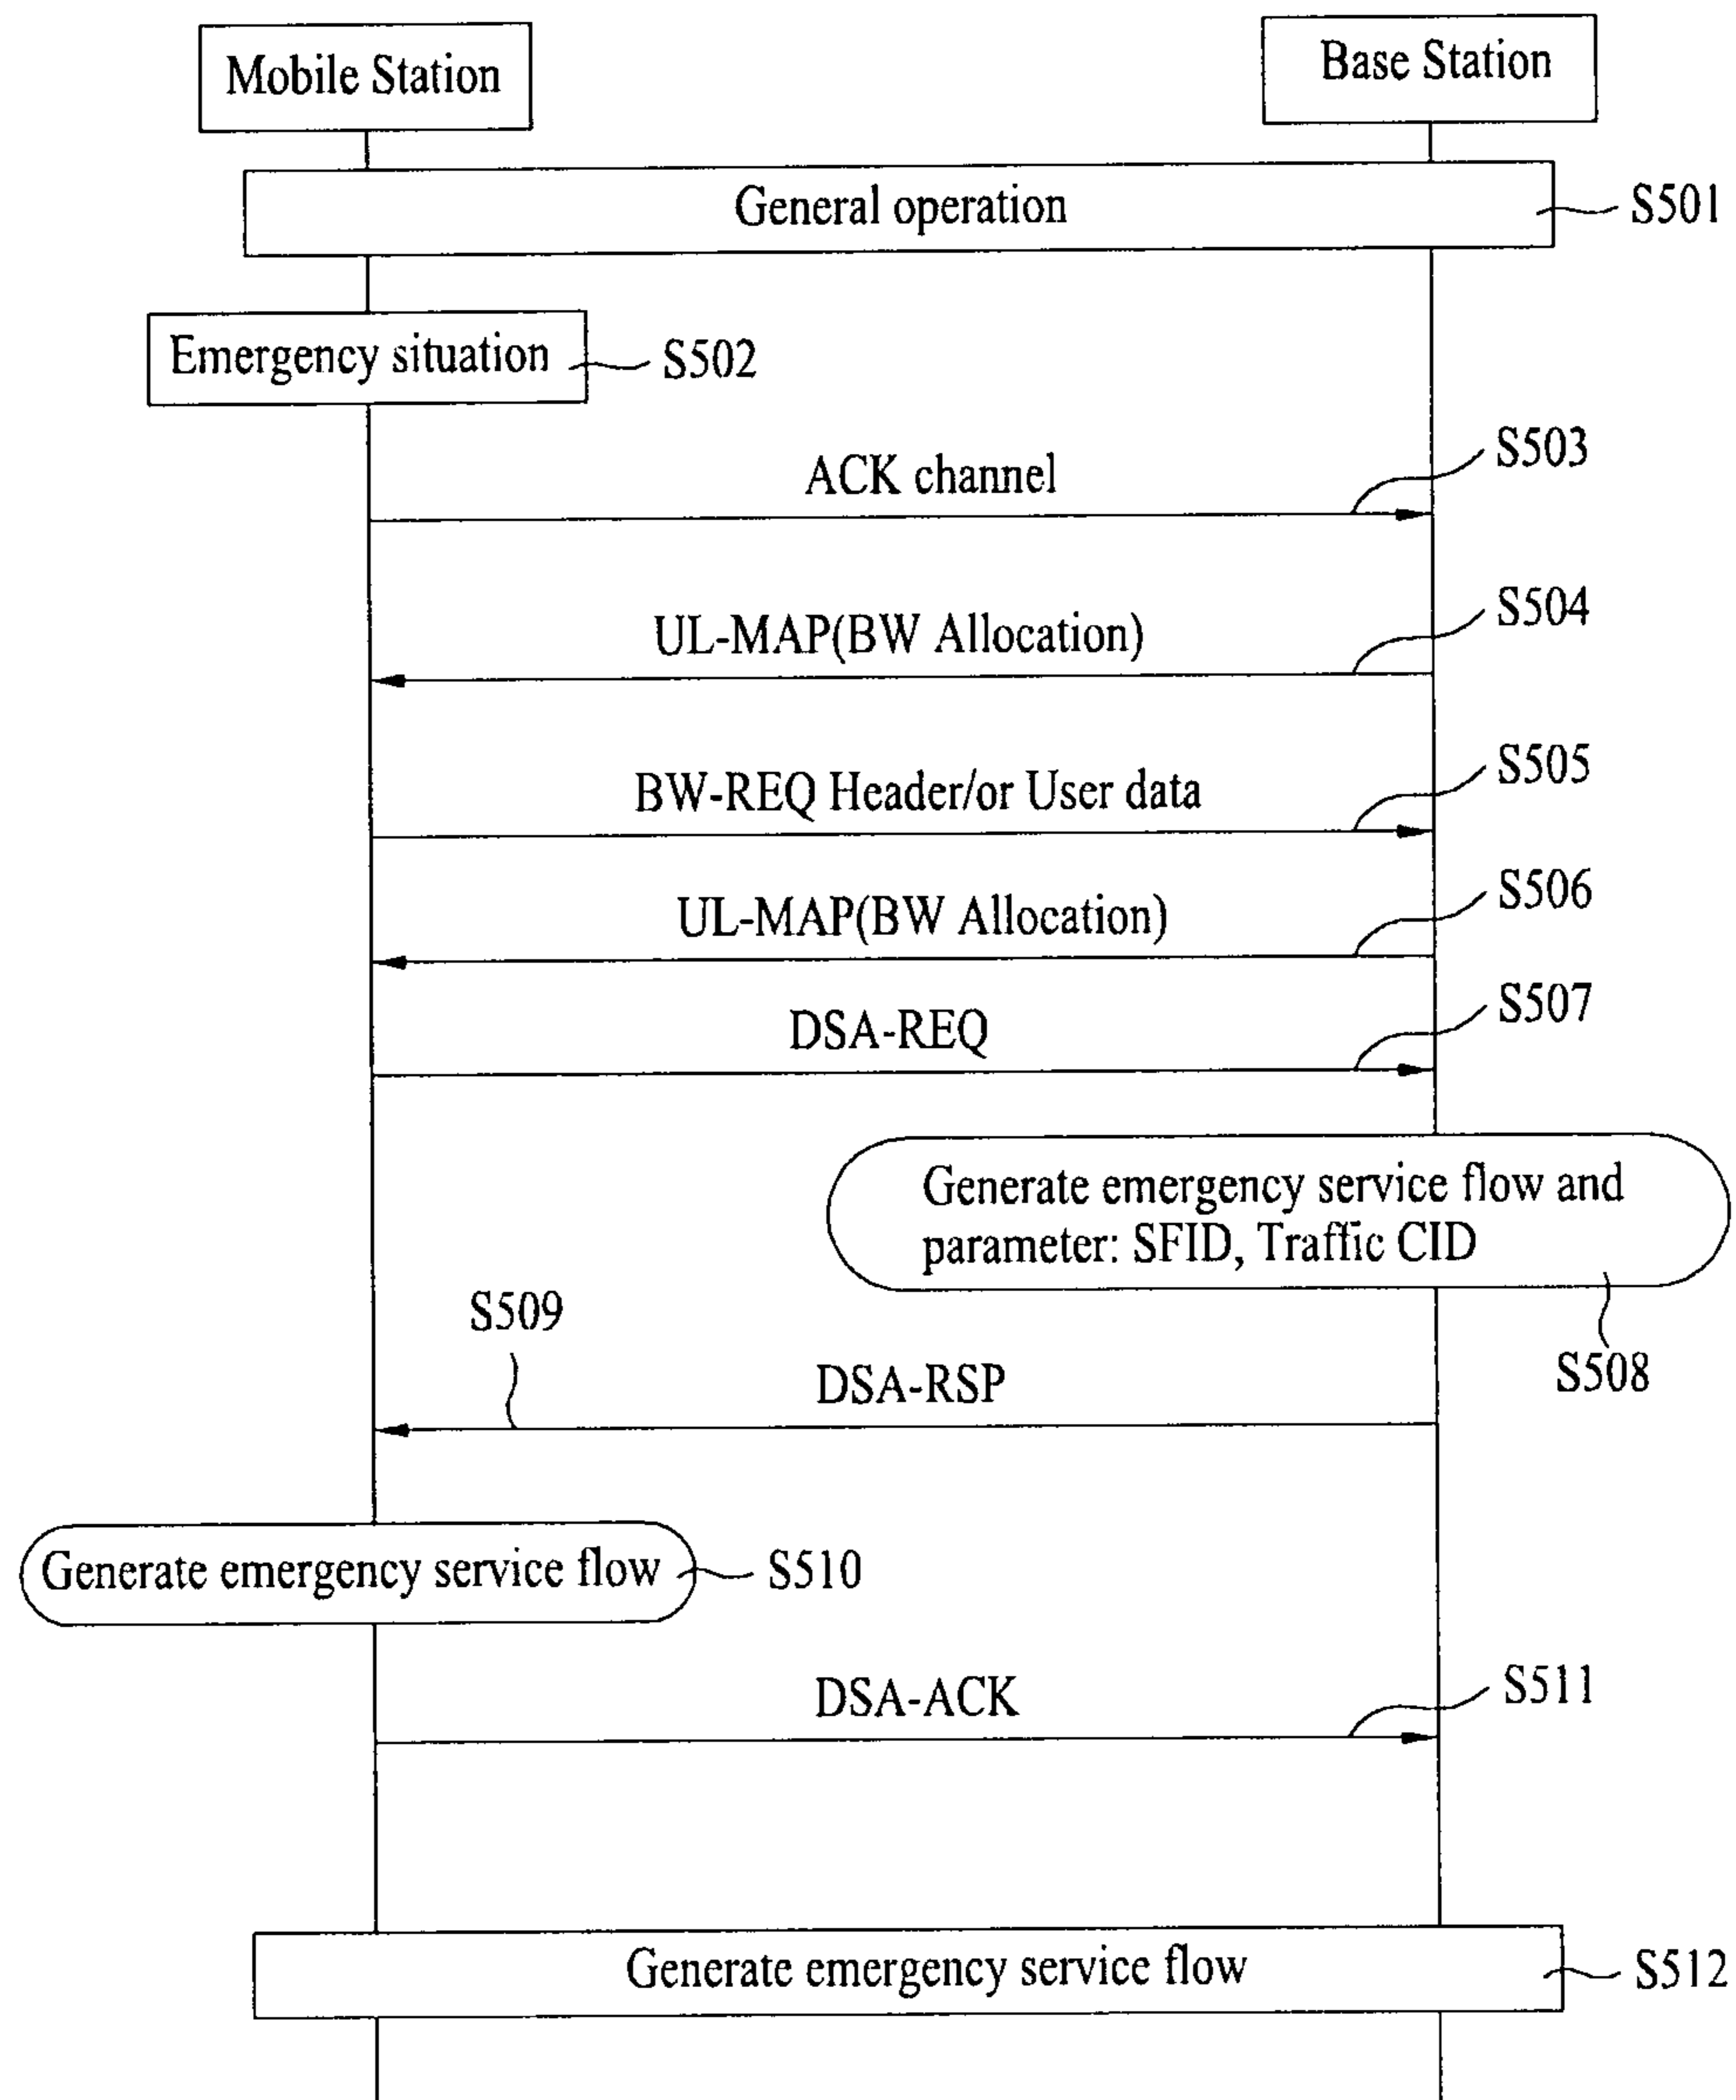 Mobile Station
Base Station
General operation
S501
Emergency situation
S502
S503
ACK channel
S504
UL-MAP(BW Allocation)
S505
BW-REQ Header/or User data
S506
UL-MAP(BW Allocation)
S507
DSA-REQ
Generate emergency service flow and
parameter: SFID, Traffic CID
S508
S509
DSA-RSP
Generate emergency service flow
S510
S511
DSA-ACK
Generate emergency service flow
S512